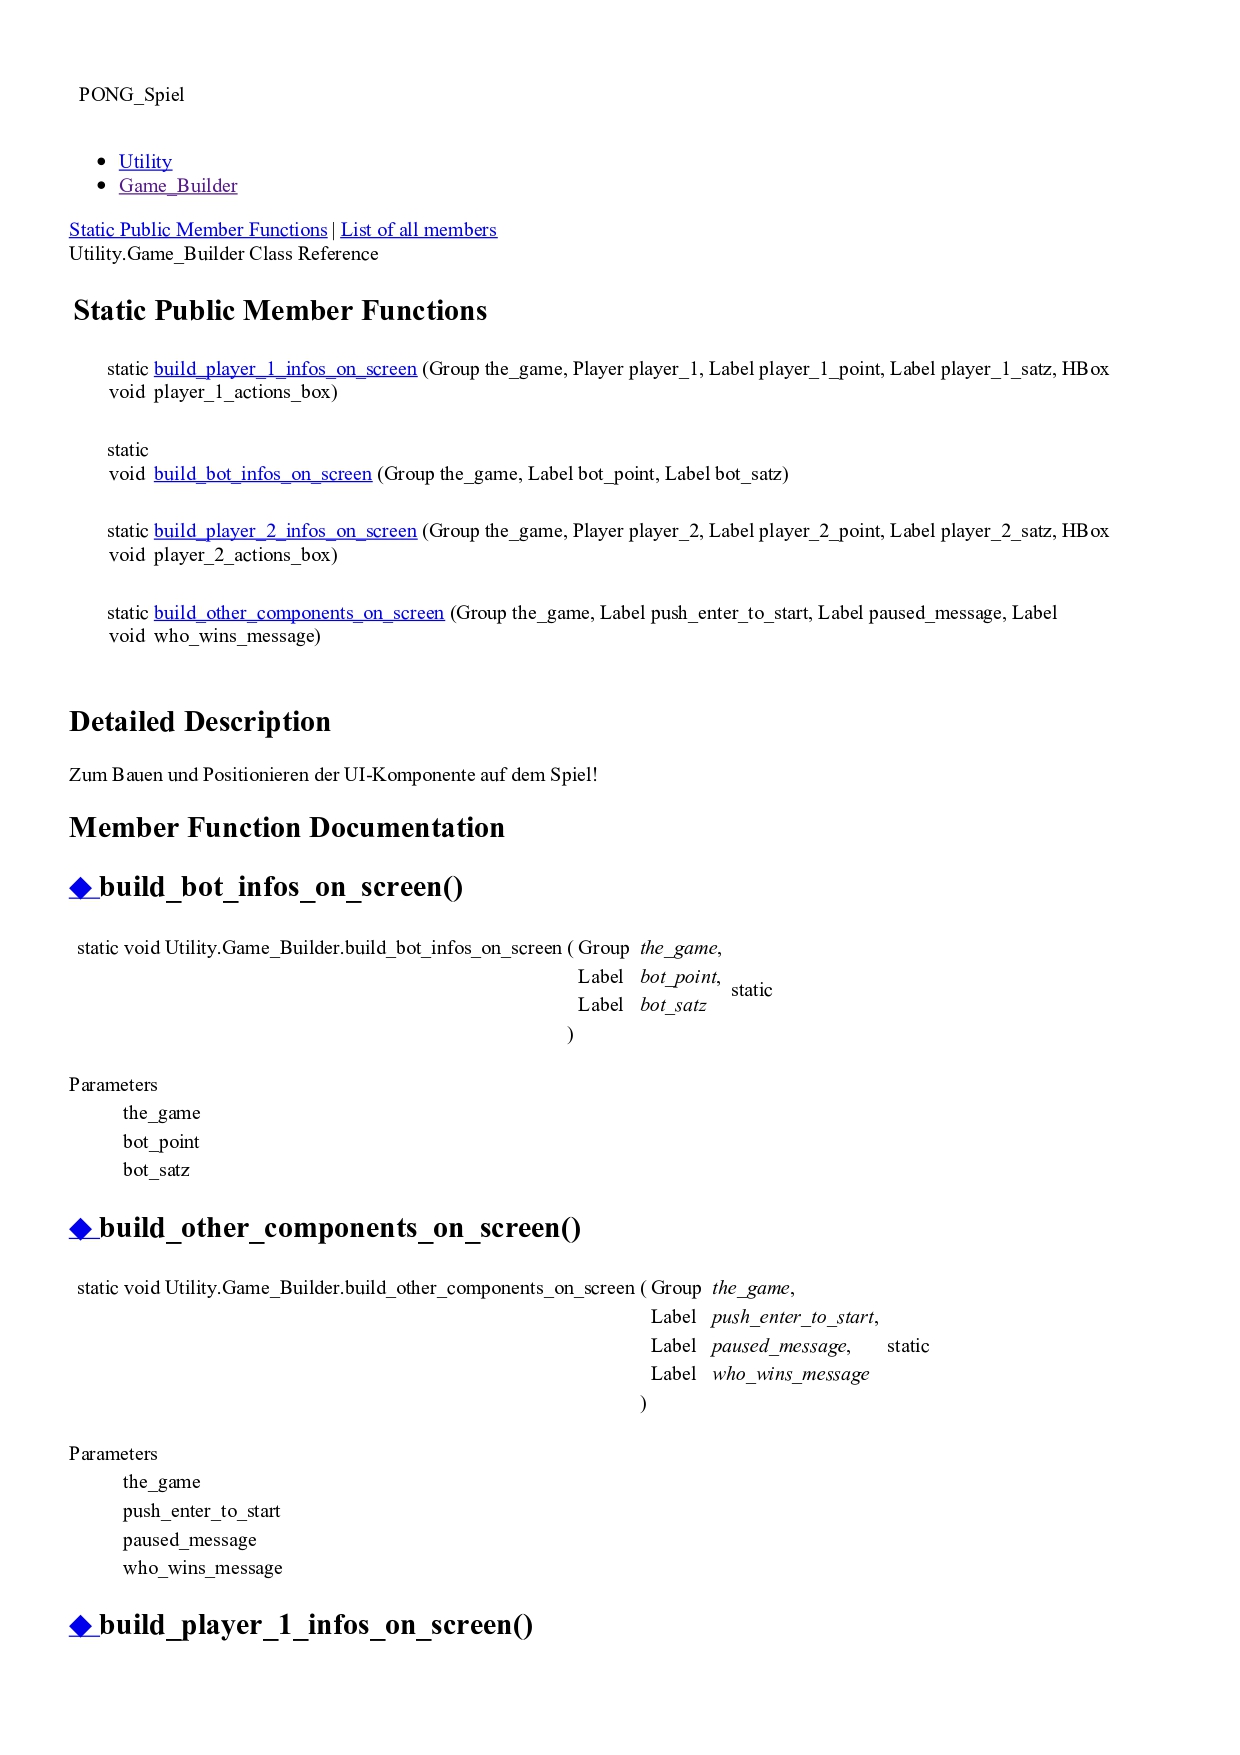 PONG_Spiel
• Utility
• Game_Builder
Static Public Member Functions | List of all members
Utility.Game_Builder Class Reference
Static Public Member Functions
static build_player_1_infos_on_screen (Group the_game, Player player_1, Label player_1_point, Label player_1_satz, HBox
void player_1_actions_box)
static
void build_bot_infos_on_screen (Group the_game, Label bot_point, Label bot_satz)
static build_player_2_infos_on_screen (Group the_game, Player player_2, Label player_2_point, Label player_2_satz, HBox
void player_2_actions_box)
static build_other_components_on_screen (Group the_game, Label push_enter_to_start, Label paused_message, Label
void who_wins_message)
Detailed Description
Zum Bauen und Positionieren der UI-Komponente auf dem Spiel!
Member Function Documentation
◆ build_bot_infos_on_screen()
static void Utility.Game_Builder.build_bot_infos_on_screen ( Group the_game,
Label bot_point,
static
Label bot_satz
)
Parameters
the_game
bot_point
bot_satz
◆ build_other_components_on_screen()
static void Utility.Game_Builder.build_other_components_on_screen ( Group the_game,
Label push_enter_to_start,
Label paused_message, static
Label who_wins_message
)
Parameters
the_game
push_enter_to_start
paused_message
who_wins_message
◆ build_player_1_infos_on_screen()